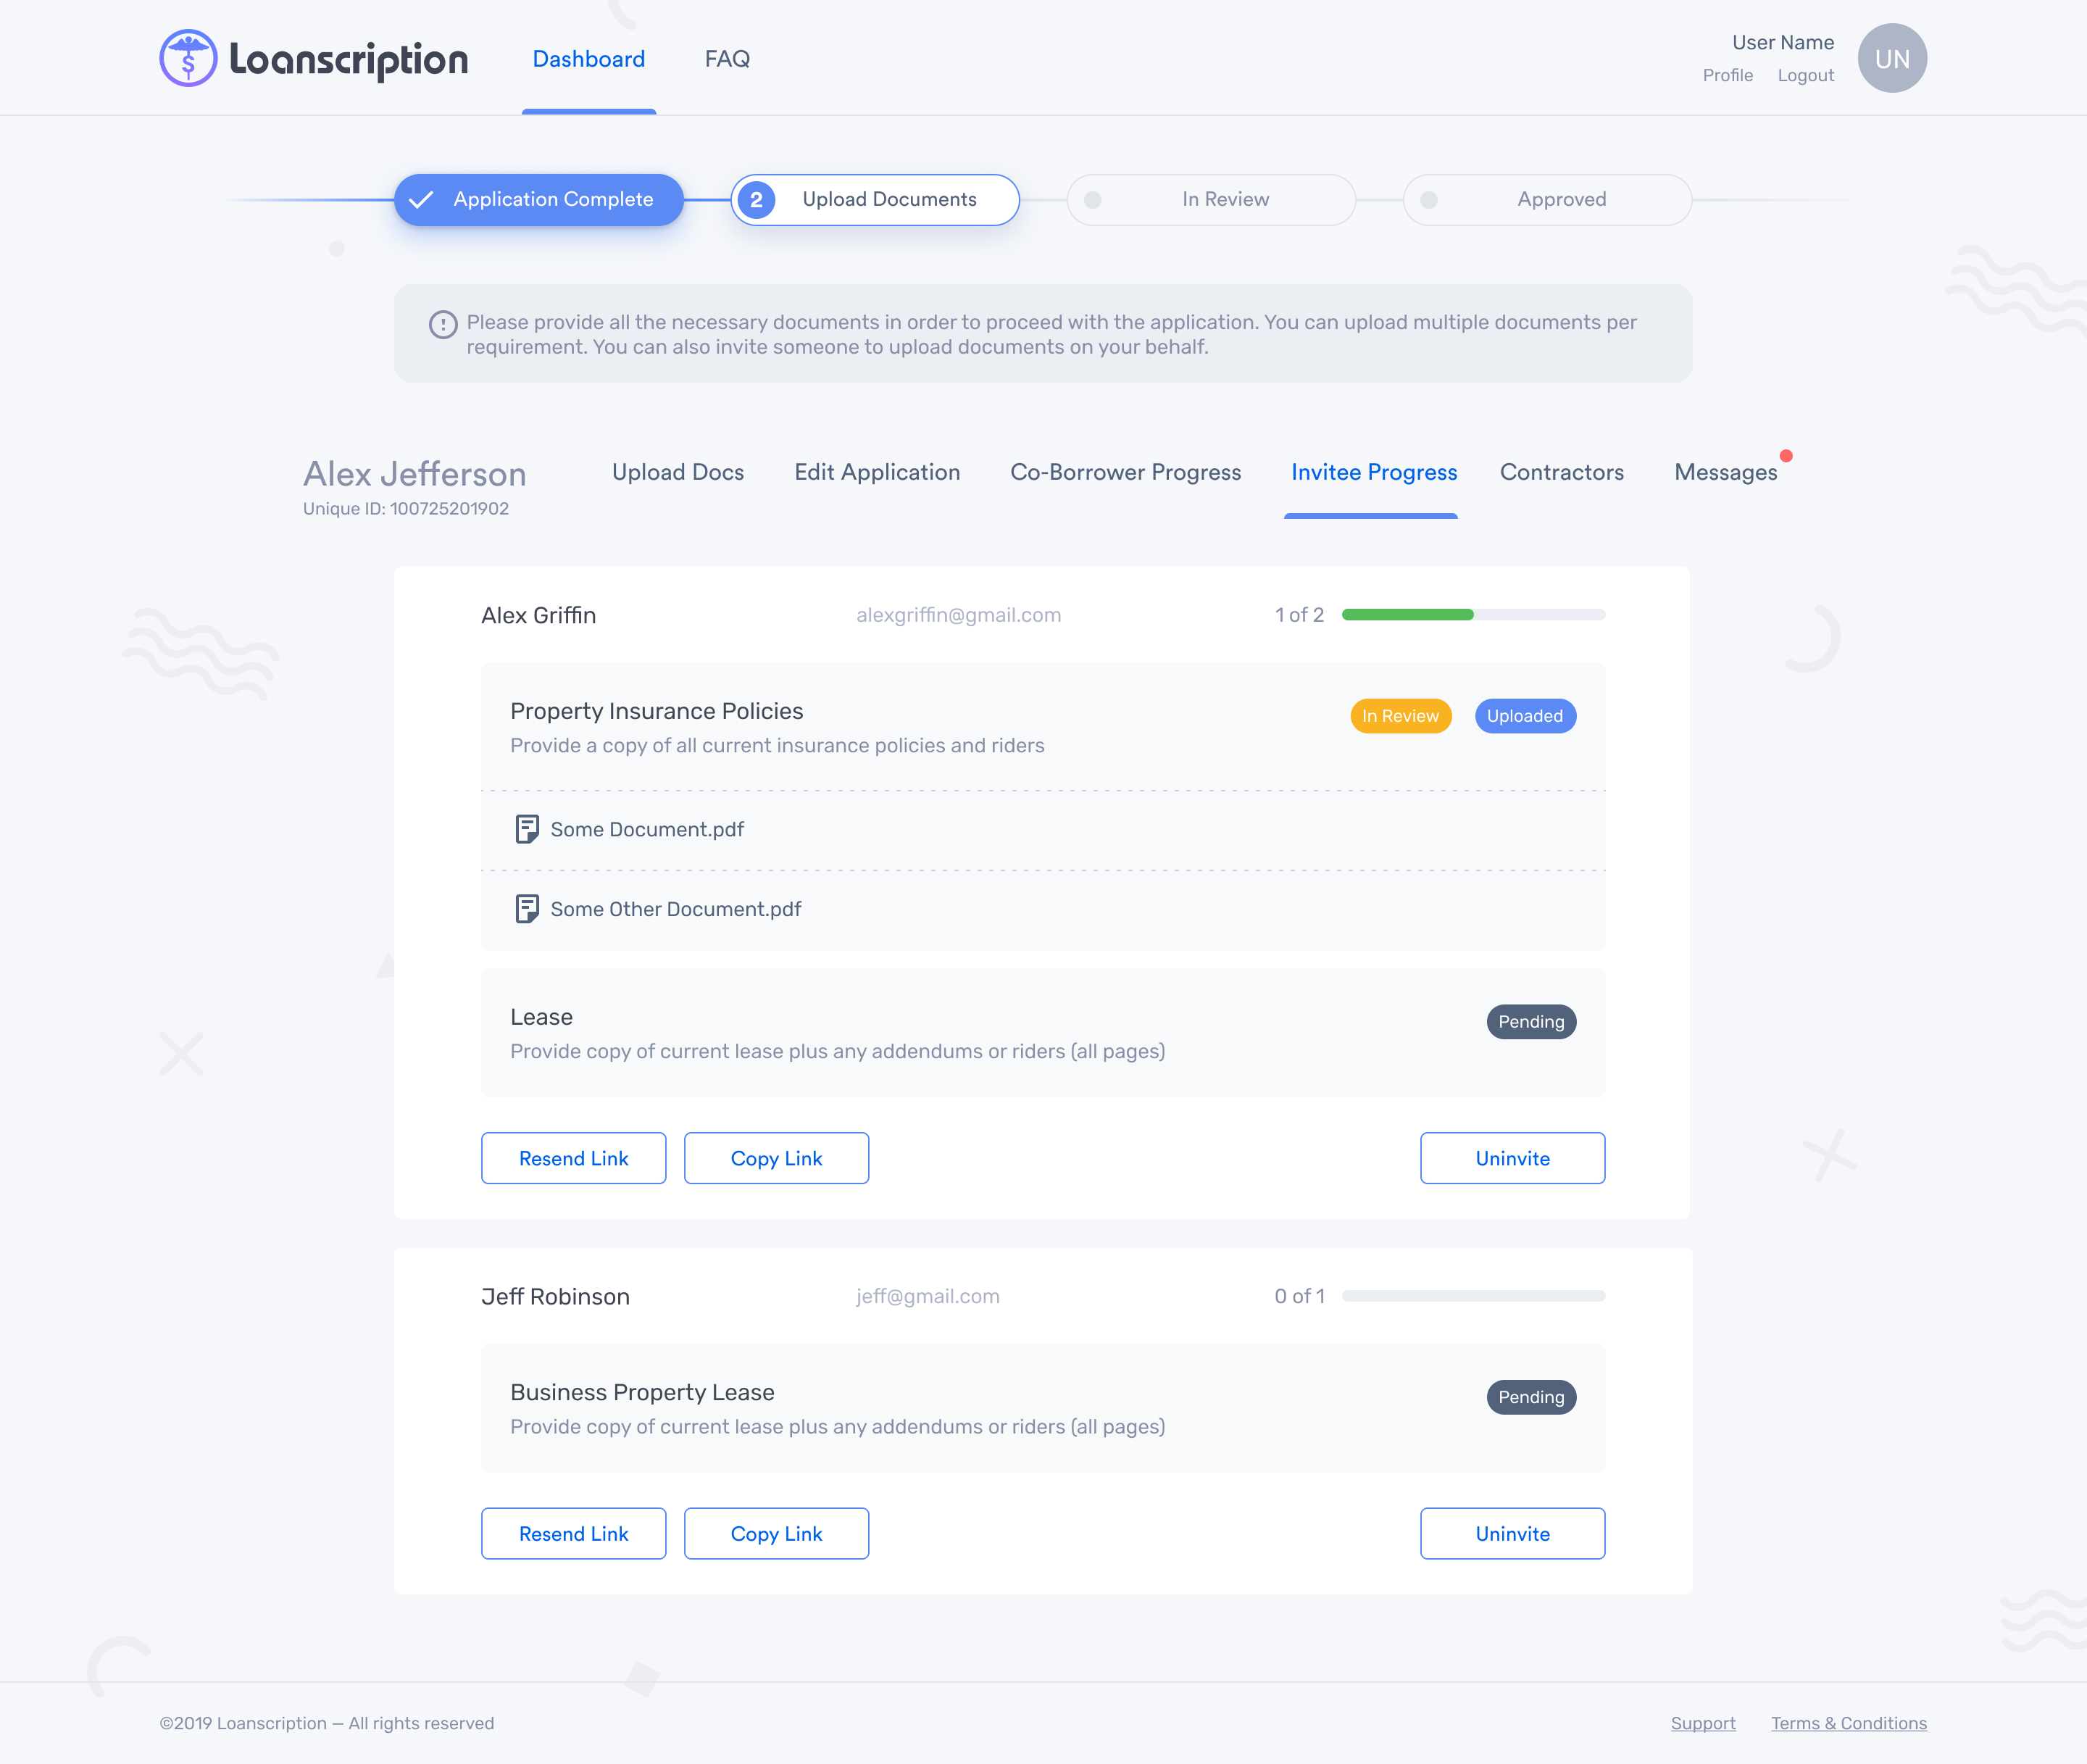 Loanscription
Dashboard
FAQ
User Name
Profile
Logout
UN
Application Complete
2
Upload Documents
In Review
Approved
Please provide all the necessary documents in order to proceed with the application. You can upload multiple documents per
requirement. You can also invite someone to upload documents on your behalf.
Alex Jefferson
Unique ID: 100725201902
Upload Docs
Edit Application
Co-Borrower Progress
Invitee Progress
Contractors
Messages
Alex Griffin
alexgriffin@gmail.com
1 of 2
Property Insurance Policies
In Review
Uploaded
Provide a copy of all current insurance policies and riders
Some Document.pdf
Some Other Document.pdf
Lease
Pending
Provide copy of current lease plus any addendums or riders (all pages)
Resend Link
Copy Link
Uninvite
Jeff Robinson
jeff@gmail.com
0 of 1
Business Property Lease
Pending
Provide copy of current lease plus any addendums or riders (all pages)
Resend Link
Copy Link
Uninvite
©2019 Loanscription — All rights reserved
Support
Terms & Conditions